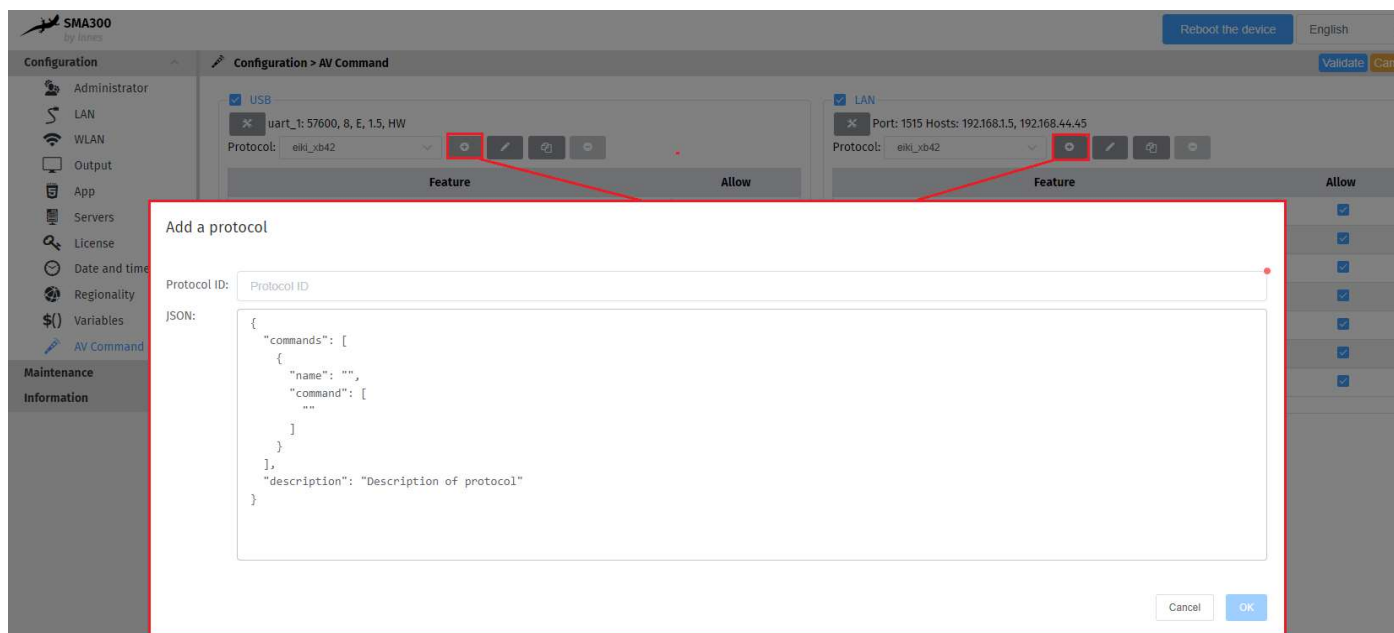 SMA300
by innes
Reboot the device
English
Configuration
Configuration > AV Command
Validate
Administrator
LAN
WLAN
Output
App
Servers
License
Date and time
Regionality
$() Variables
AV Command
Maintenance
Information
USB
uart_1: 57600, 8, E, 1.5, HW
Protocol: eiki_xb42
Feature Allow
LAN
Port: 1515 Hosts: 192.168.1.5, 192.168.44.45
Protocol: eiki_xb42
Feature Allow
Add a protocol
Protocol ID: Protocol ID
JSON:
{
"commands": [
{
"name": "",
"command": [
""
]
}
],
"description": "Description of protocol"
}
Cancel OK